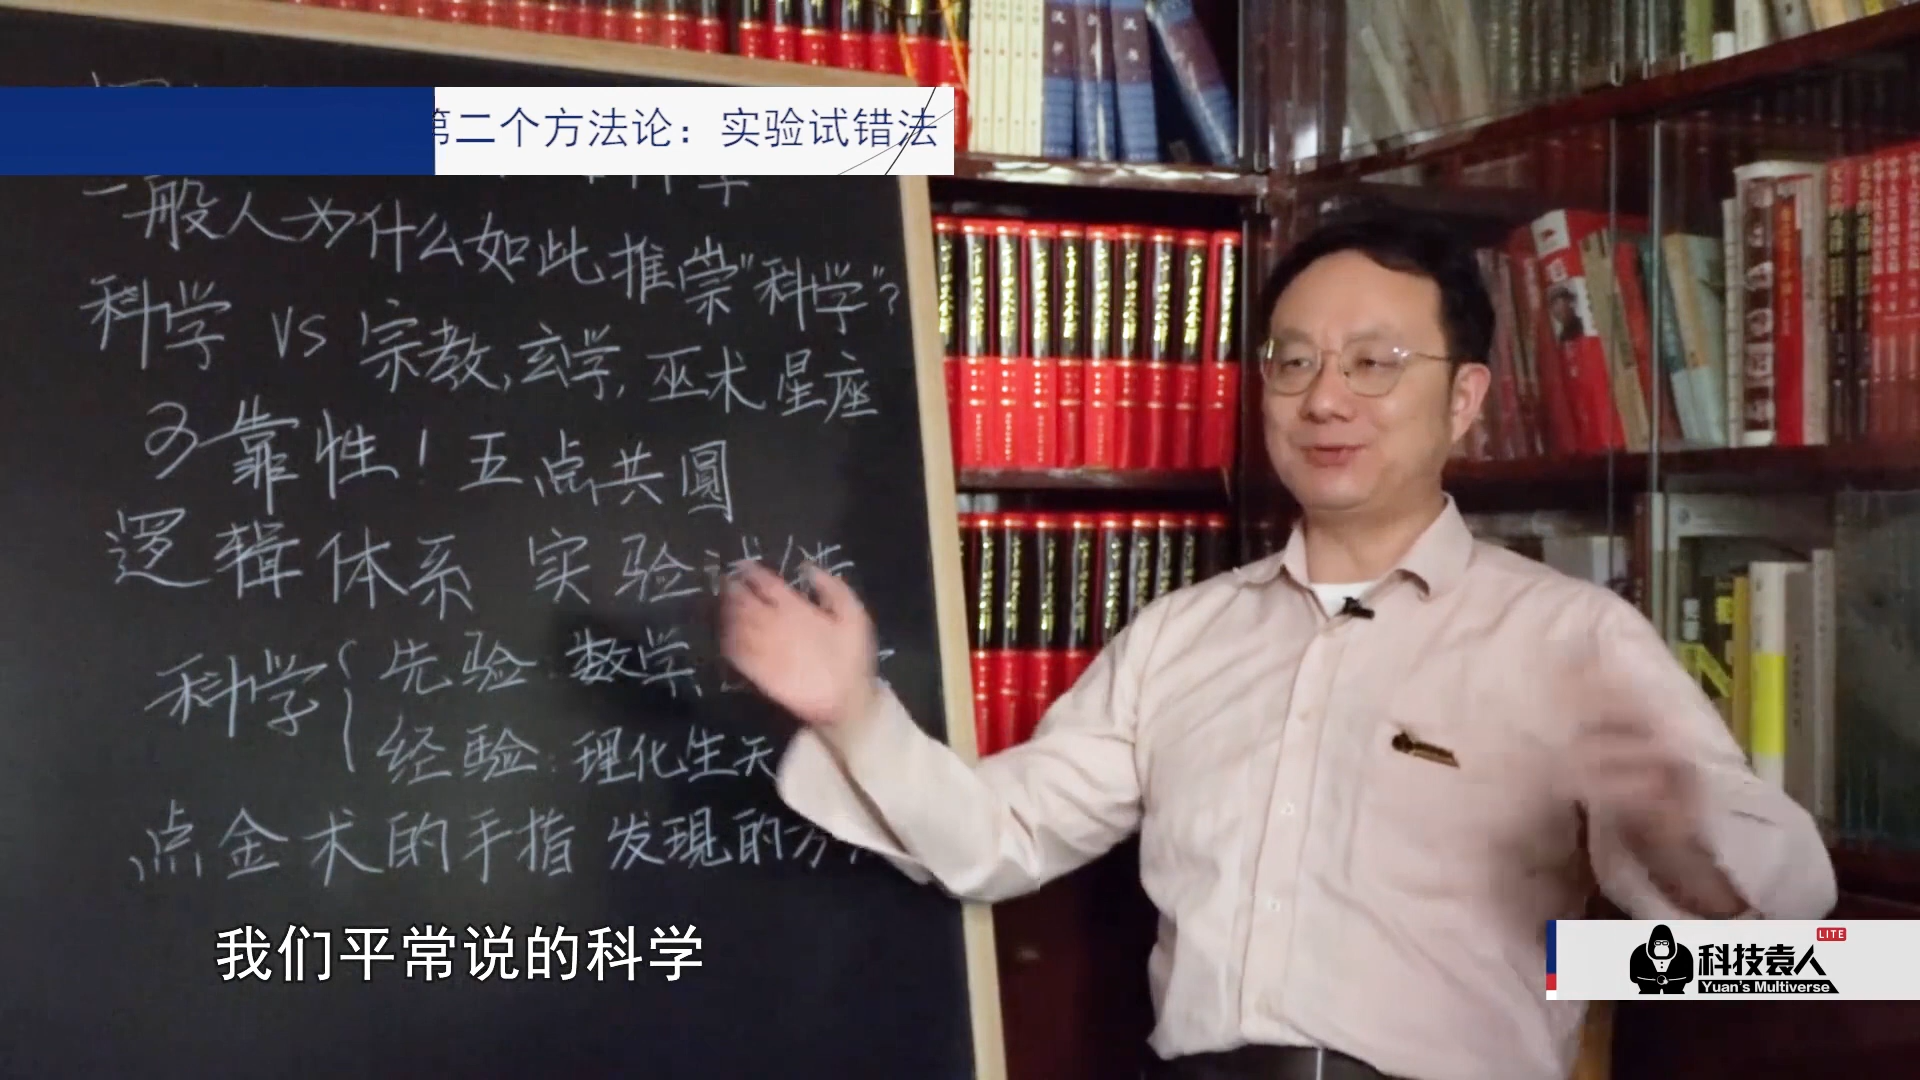 第二个方法论：实验试错法
一般人为什么如此推崇"科学"?
科学 VS 宗教,玄学,巫术星座
可靠性！五点共圆
逻辑体系 实验试错
科学{先验:数学
经验:理化生天
点金术的手指 发现的方法
我们平常说的科学
LITE
科技袁人
Yuan's Multiverse